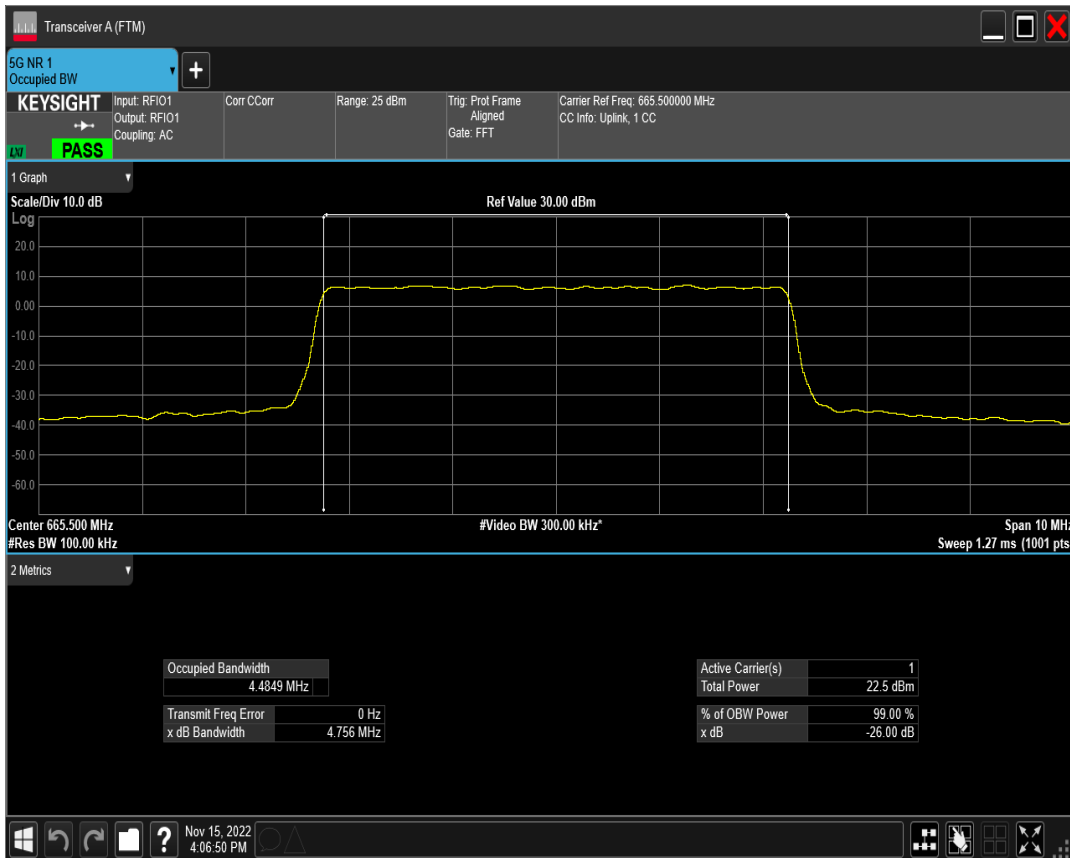 Transceiver A (FTM)
5G NR 1
Occupied BW
+
KEYSIGHT
LXI
PASS
Input: RFIO1
Output: RFIO1
Coupling: AC
Corr CCorr
Range: 25 dBm
Trig: Prot Frame
Aligned
Gate: FFT
Carrier Ref Freq: 665.500000 MHz
CC Info: Uplink, 1 CC
1 Graph
Scale/Div 10.0 dB
Ref Value 30.00 dBm
Log
20.0
10.0
0.00
-10.0
-20.0
-30.0
-40.0
-50.0
-60.0
Center 665.500 MHz
#Video BW 300.00 kHz*
Span 10 MHz
#Res BW 100.00 kHz
Sweep 1.27 ms (1001 pts
2 Metrics
Occupied Bandwidth
4.4849 MHz
Transmit Freq Error 0 Hz
x dB Bandwidth 4.756 MHz
Active Carrier(s) 1
Total Power 22.5 dBm
% of OBW Power 99.00 %
x dB -26.00 dB
?
Nov 15, 2022
4:06:50 PM